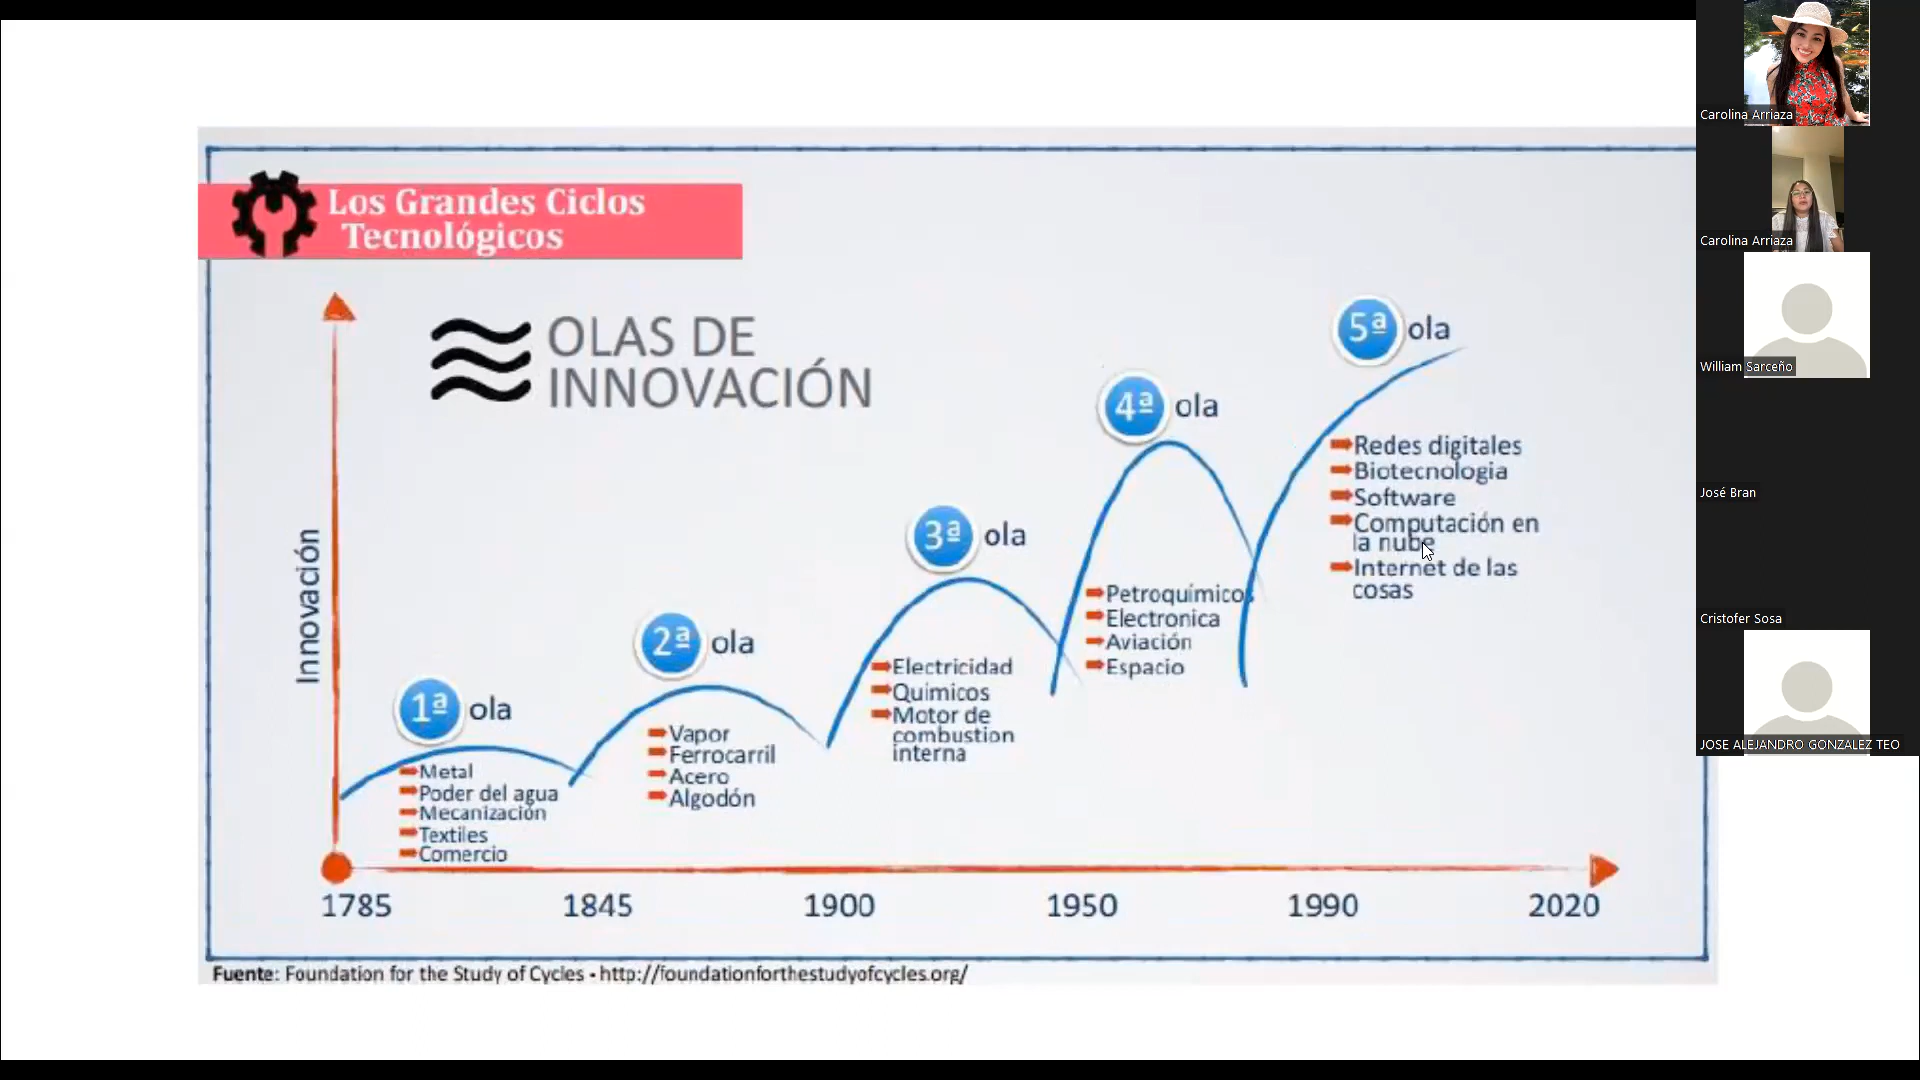 Los Grandes Ciclos
Tecnológicos
OLAS DE
INNOVACIÓN
Innovación
1ª ola
Metal
Poder del agua
Mecanización
Textiles
Comercio
2ª ola
Vapor
Ferrocarril
Acero
Algodón
3ª ola
Electricidad
Quimicos
Motor de
combustion
interna
4ª ola
Petroquímicos
Electronica
Aviación
Espacio
5ª ola
Redes digitales
Biotecnologia
Software
Computación en
la nube
Internet de las
cosas
1785
1845
1900
1950
1990
2020
Fuente: Foundation for the Study of Cycles - http://foundationforthestudyofcycles.org/
Carolina Arriaza
Carolina Arriaza
William Sarceño
José Bran
Cristofer Sosa
JOSE ALEJANDRO GONZALEZ TEO